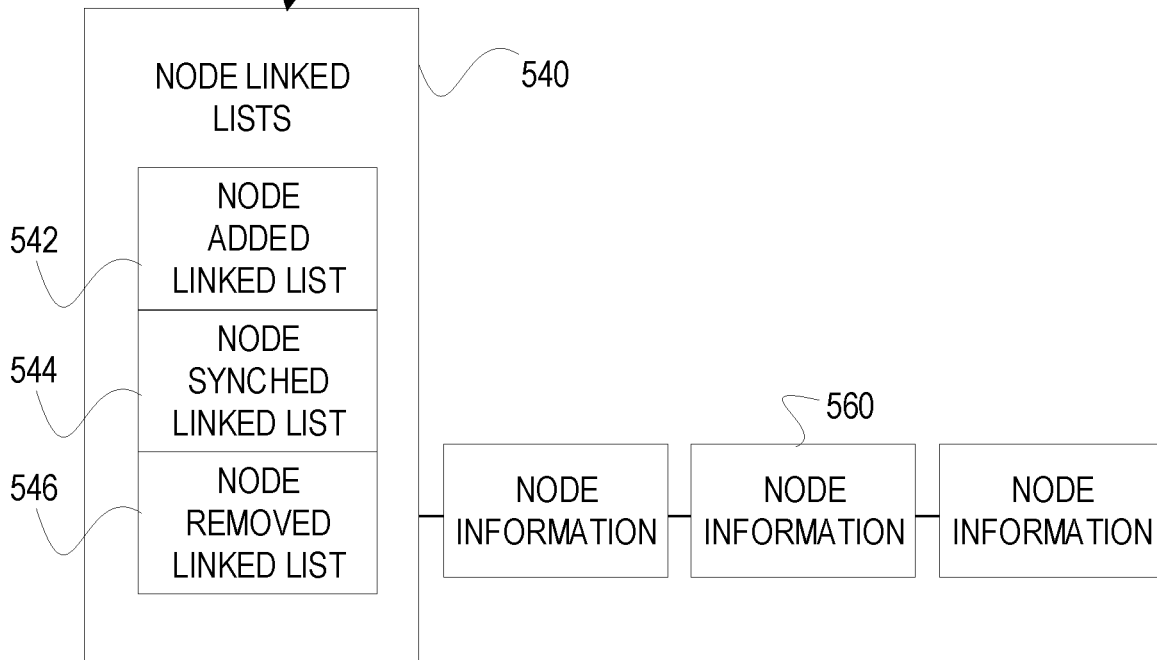 NODE LINKED
LISTS
540
NODE
ADDED
LINKED LIST
542
NODE
SYNCHED
LINKED LIST
544
NODE
REMOVED
LINKED LIST
546
560
NODE
INFORMATION
NODE
INFORMATION
NODE
INFORMATION